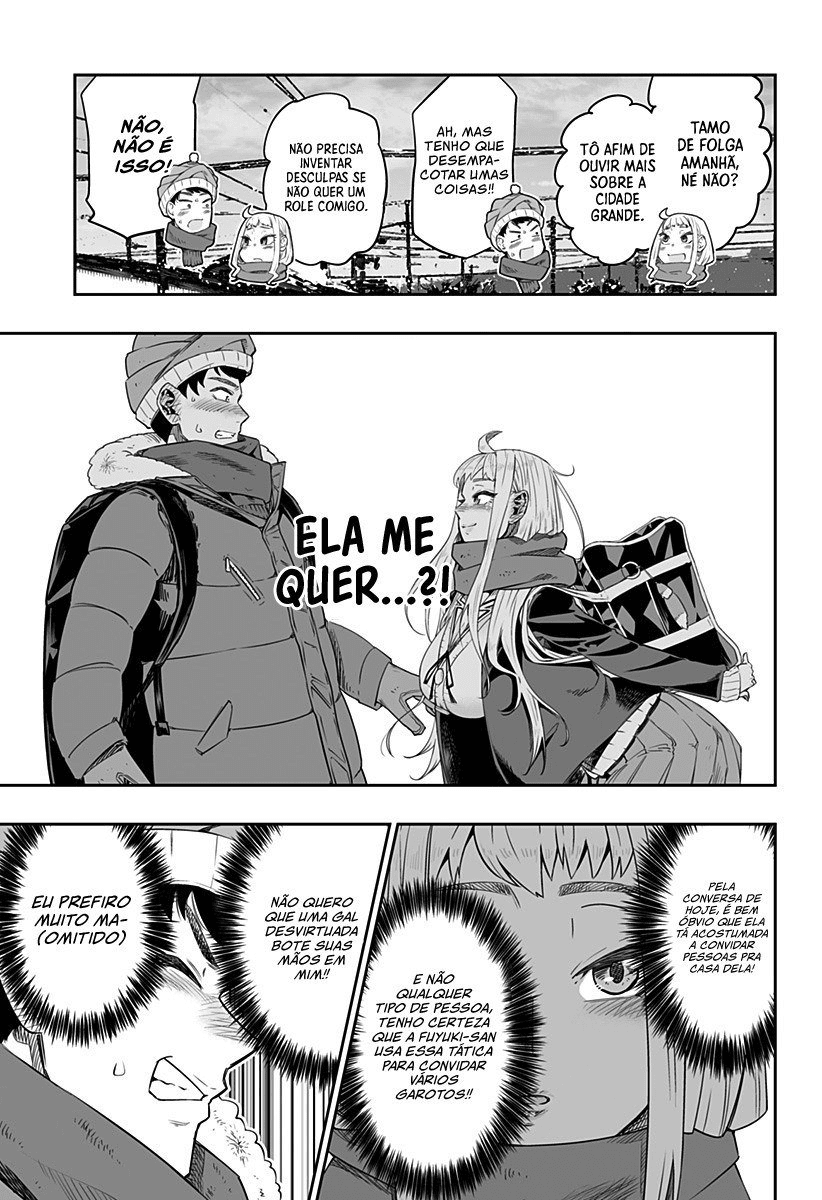 TAMO
DE FOLGA
AMANHÃ,
NÉ NÃO?
TÔ AFIM DE
OUVIR MAIS
SOBRE A
CIDADE
GRANDE.
AH, MAS
TENHO QUE
DESEMPA-
COTAR UMAS
COISAS!!
NÃO PRECISA
INVENTAR
DESCULPAS SE
NÃO QUER UM
ROLE COMIGO.
NÃO,
NÃO É
ISSO!
ELA ME
QUER...?!
PELA
CONVERSA DE
HOJE, É BEM
ÓBVIO QUE ELA
TÁ ACOSTUMADA
A CONVIDAR
PESSOAS PRA
CASA DELA!
E NÃO
QUALQUER
TIPO DE PESSOA,
TENHO CERTEZA
QUE A FUYUKI-SAN
USA ESSA TÁTICA
PARA CONVIDAR
VÁRIOS
GAROTOS!!
NÃO QUERO
QUE UMA GAL
DESVIRTUADA
BOTE SUAS
MÃOS EM
MIM!!
EU PREFIRO
MUITO MA-
(OMITIDO)